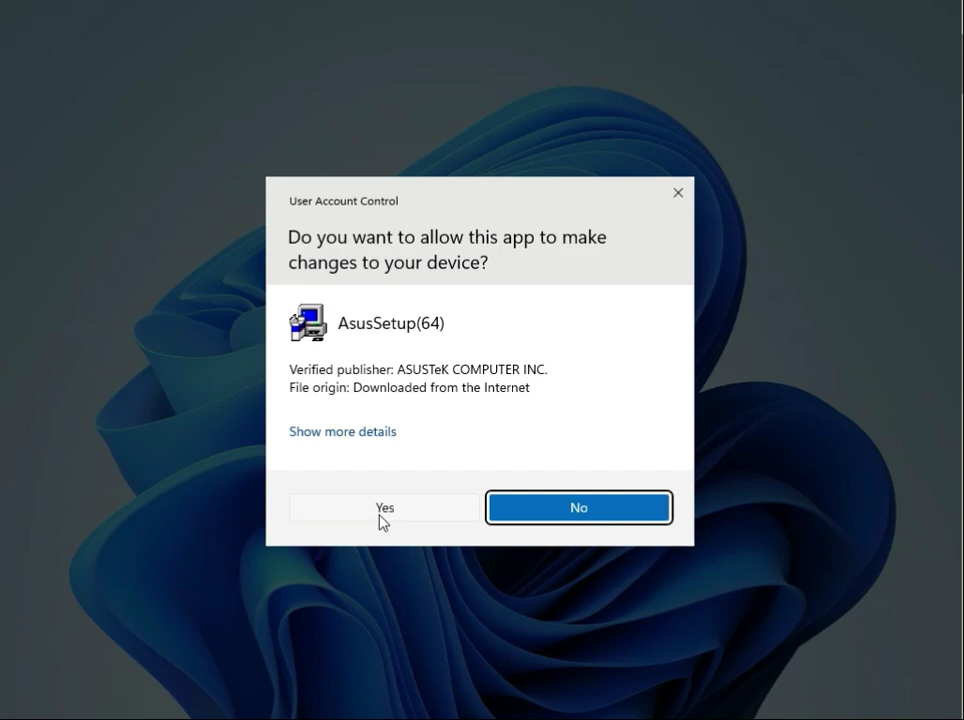 User Account Control
Do you want to allow this app to make
changes to your device?
AsusSetup(64)
Verified publisher: ASUSTeK COMPUTER INC.
File origin: Downloaded from the Internet
Show more details
Yes
No